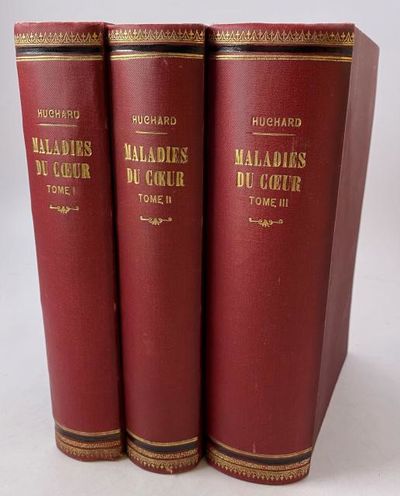 HUCHARD
MALADIES
DU CŒUR
TOME I
HUCHARD
MALADIES
DU CŒUR
TOME II
HUCHARD
MALADIES
DU CŒUR
TOME III